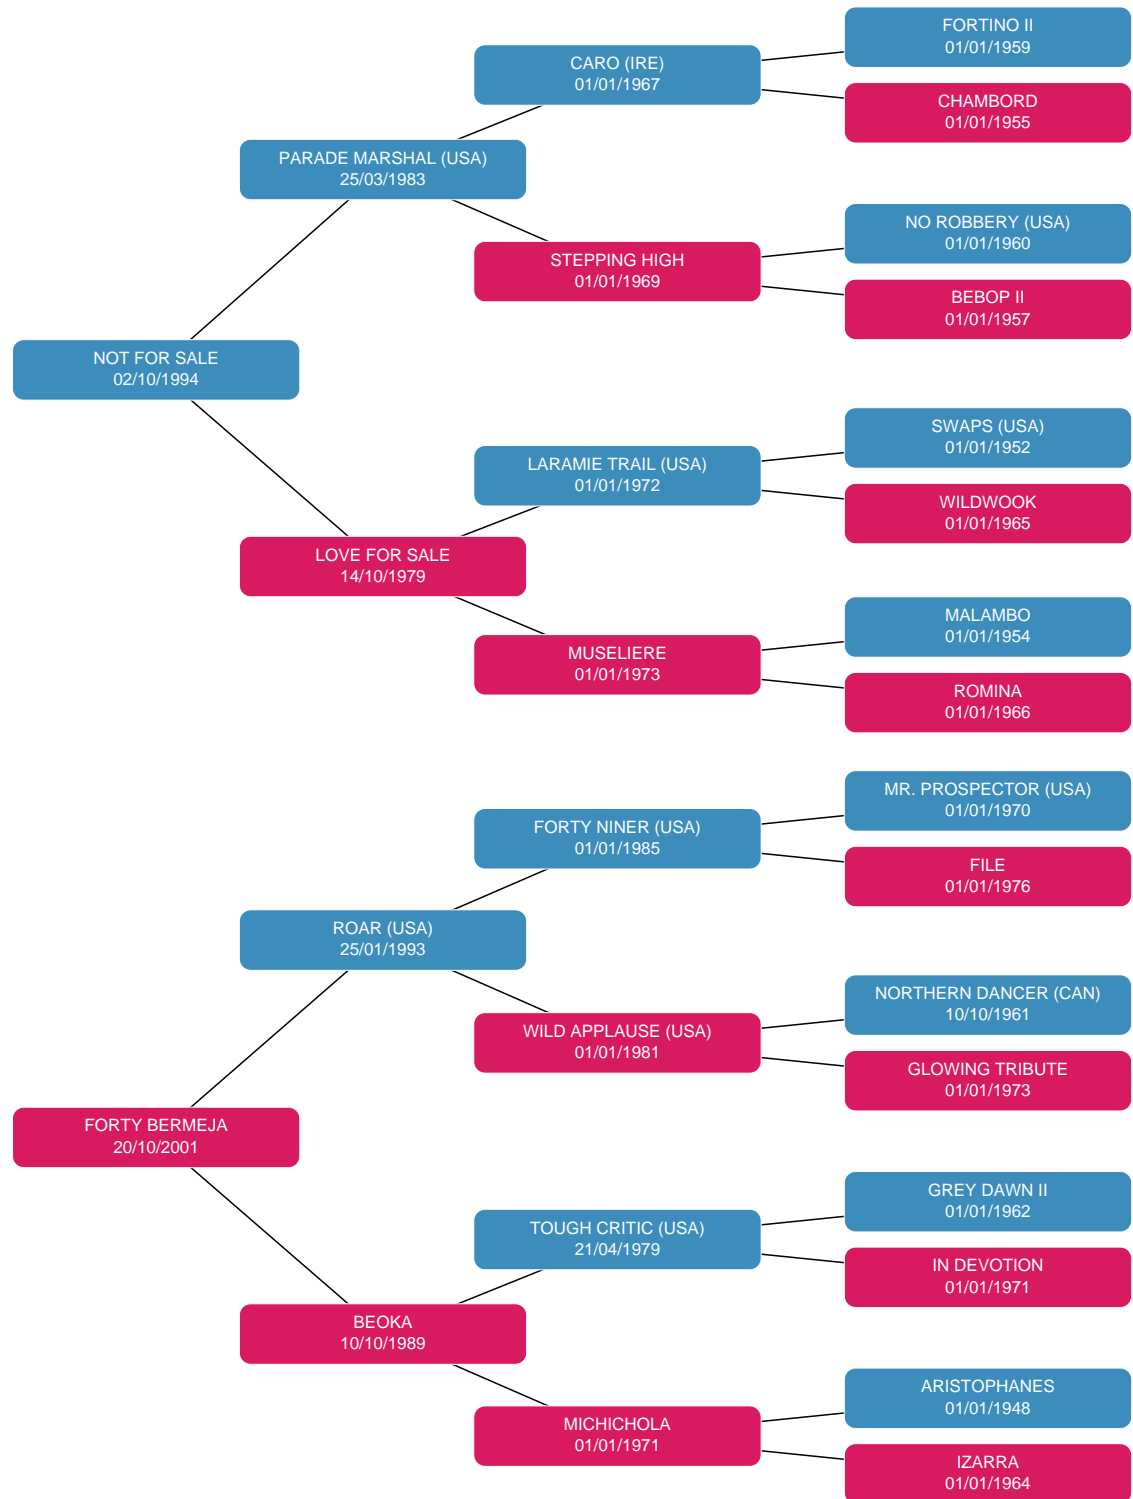 FORTINO II
01/01/1959
CARO (IRE)
01/01/1967
CHAMBORD
01/01/1955
PARADE MARSHAL (USA)
25/03/1983
NO ROBBERY (USA)
01/01/1960
STEPPING HIGH
01/01/1969
BEBOP II
01/01/1957
NOT FOR SALE
02/10/1994
SWAPS (USA)
01/01/1952
LARAMIE TRAIL (USA)
01/01/1972
WILDWOOK
01/01/1965
LOVE FOR SALE
14/10/1979
MALAMBO
01/01/1954
MUSELIERE
01/01/1973
ROMINA
01/01/1966
MR. PROSPECTOR (USA)
01/01/1970
FORTY NINER (USA)
01/01/1985
FILE
01/01/1976
ROAR (USA)
25/01/1993
NORTHERN DANCER (CAN)
10/10/1961
WILD APPLAUSE (USA)
01/01/1981
GLOWING TRIBUTE
01/01/1973
FORTY BERMEJA
20/10/2001
GREY DAWN II
01/01/1962
TOUGH CRITIC (USA)
21/04/1979
IN DEVOTION
01/01/1971
BEOKA
10/10/1989
ARISTOPHANES
01/01/1948
MICHICHOLA
01/01/1971
IZARRA
01/01/1964